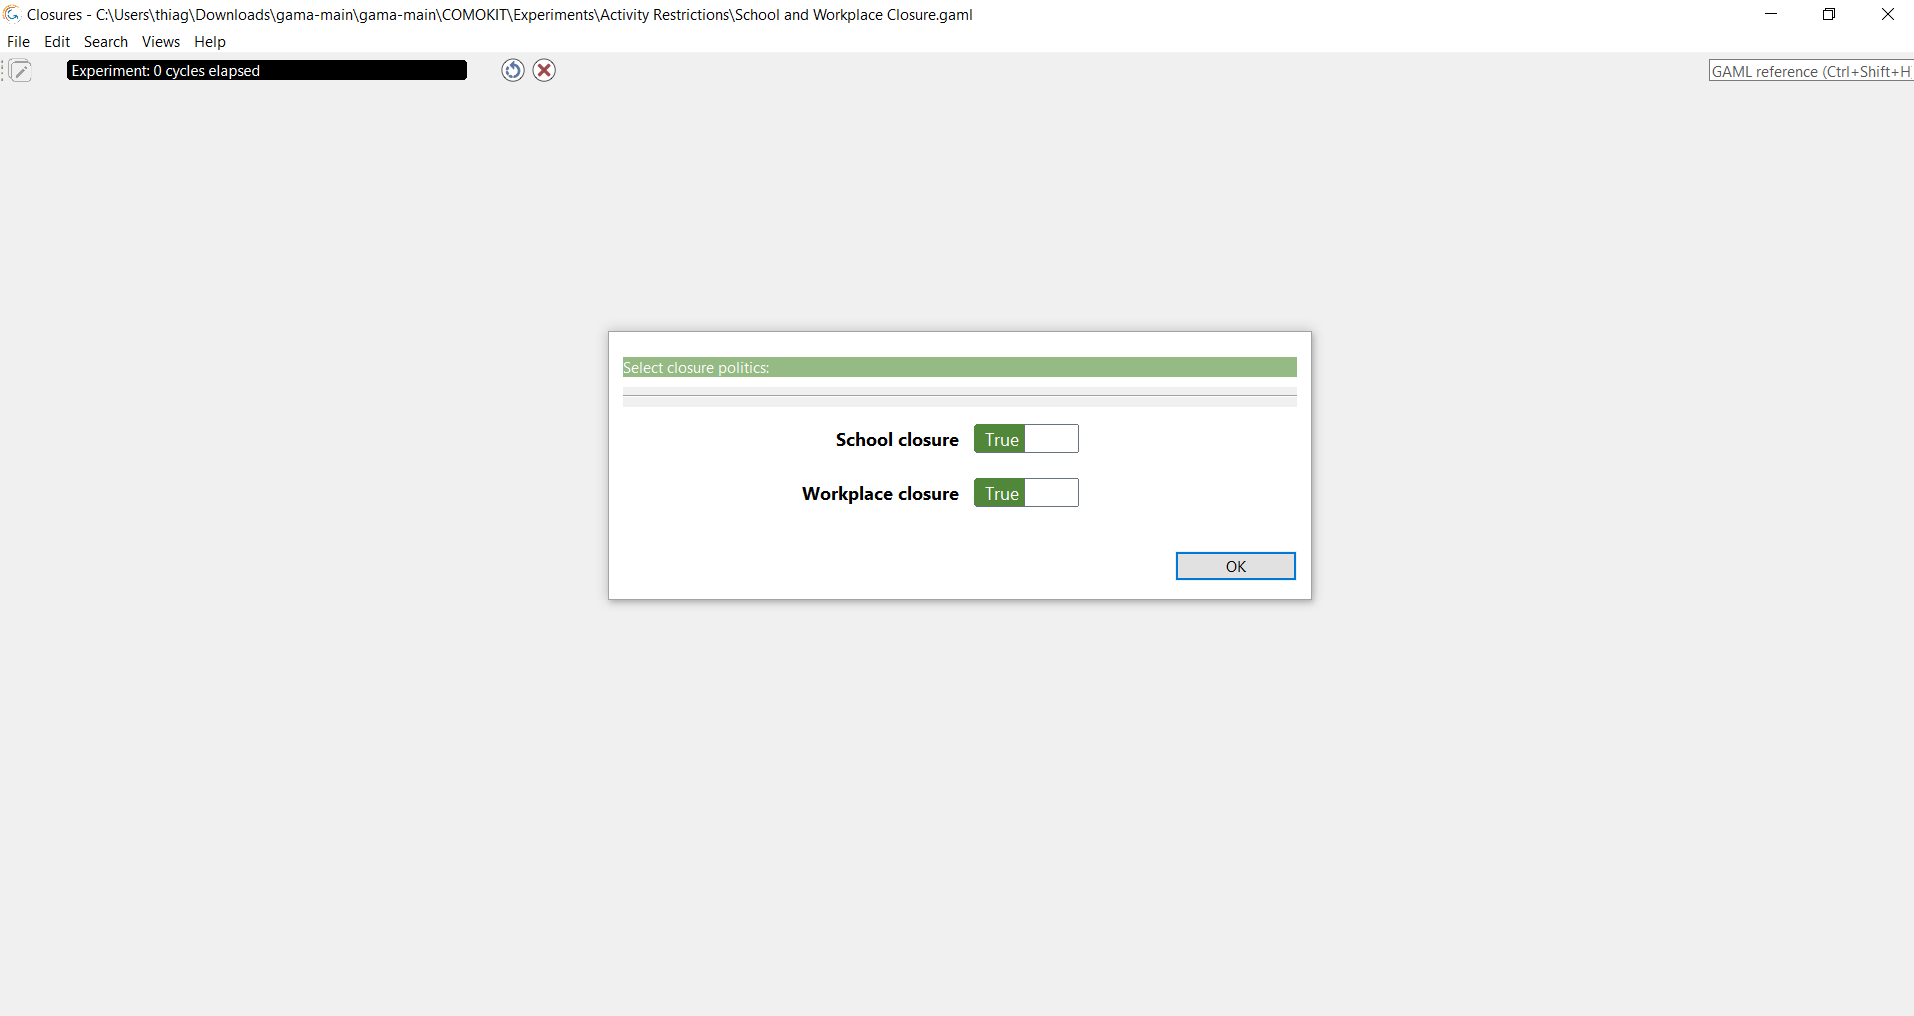 Closures - C:\Users\thiag\Downloads\gama-main\gama-main\COMOKIT\Experiments\Activity Restrictions\School and Workplace Closure.gaml
File Edit Search Views Help
Experiment: 0 cycles elapsed
GAML reference (Ctrl+Shift+H
Select closure politics:
School closure True
Workplace closure True
OK